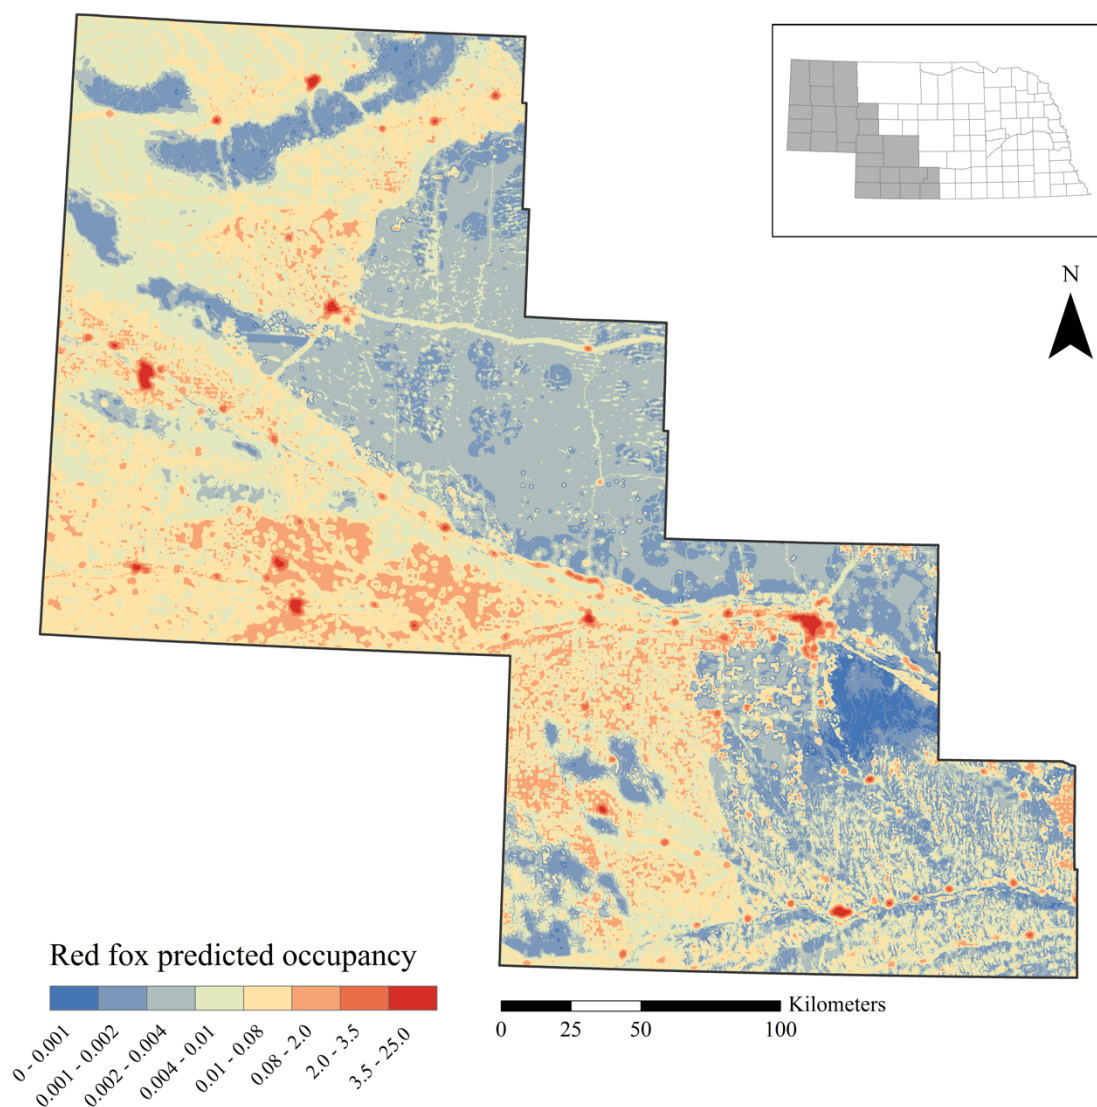 N
Red fox predicted occupancy
0 - 0.001
0.001 - 0.002
0.002 - 0.004
0.004 - 0.01
0.01 - 0.08
0.08 - 2.0
2.0 - 3.5
3.5 - 25.0
Kilometers
0 25 50 100